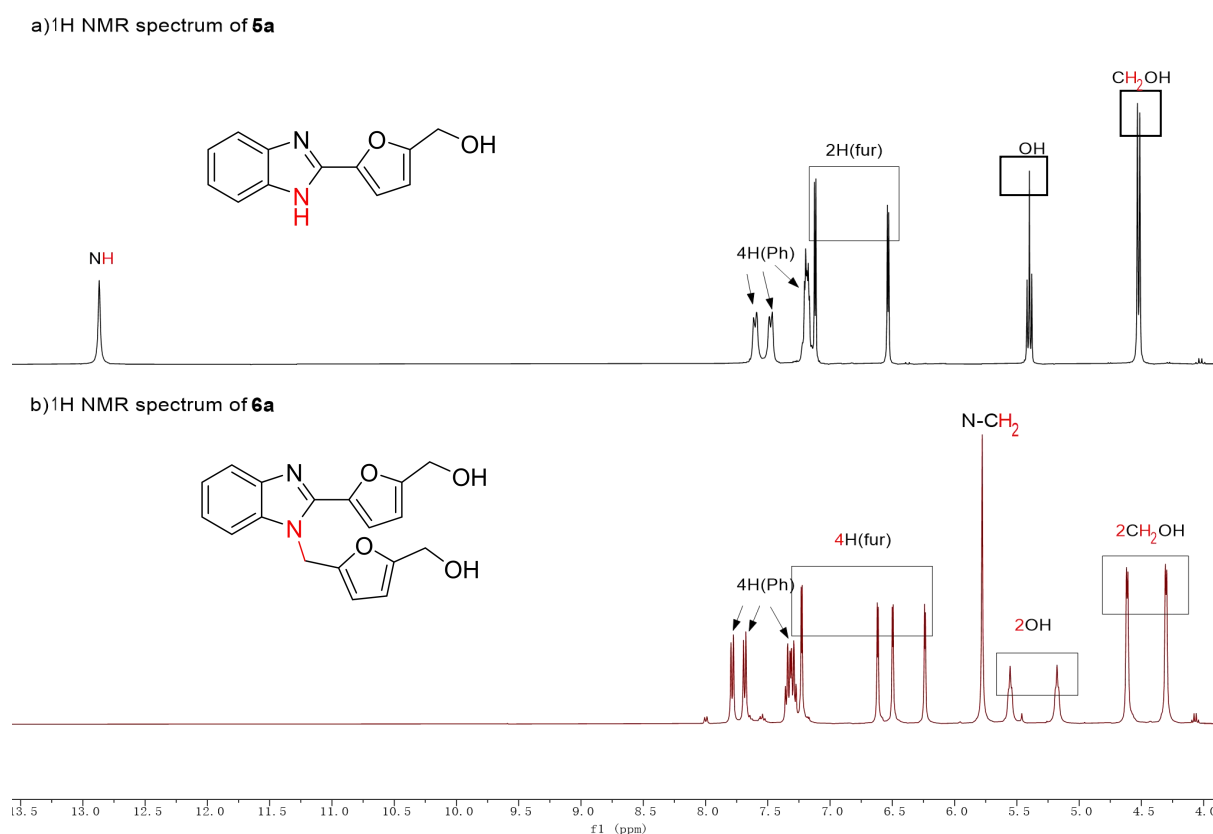 a)¹H NMR spectrum of 5a
CH₂OH
OH
2H(fur)
4H(Ph)
NH
N
O
OH
N
H
b)¹H NMR spectrum of 6a
N-CH₂
2CH₂OH
4H(fur)
4H(Ph)
2OH
N
O
OH
N
O
OH
13.5 13.0 12.5 12.0 11.5 11.0 10.5 10.0 9.5 9.0 8.5 8.0 7.5 7.0 6.5 6.0 5.5 5.0 4.5 4.0
f1 (ppm)